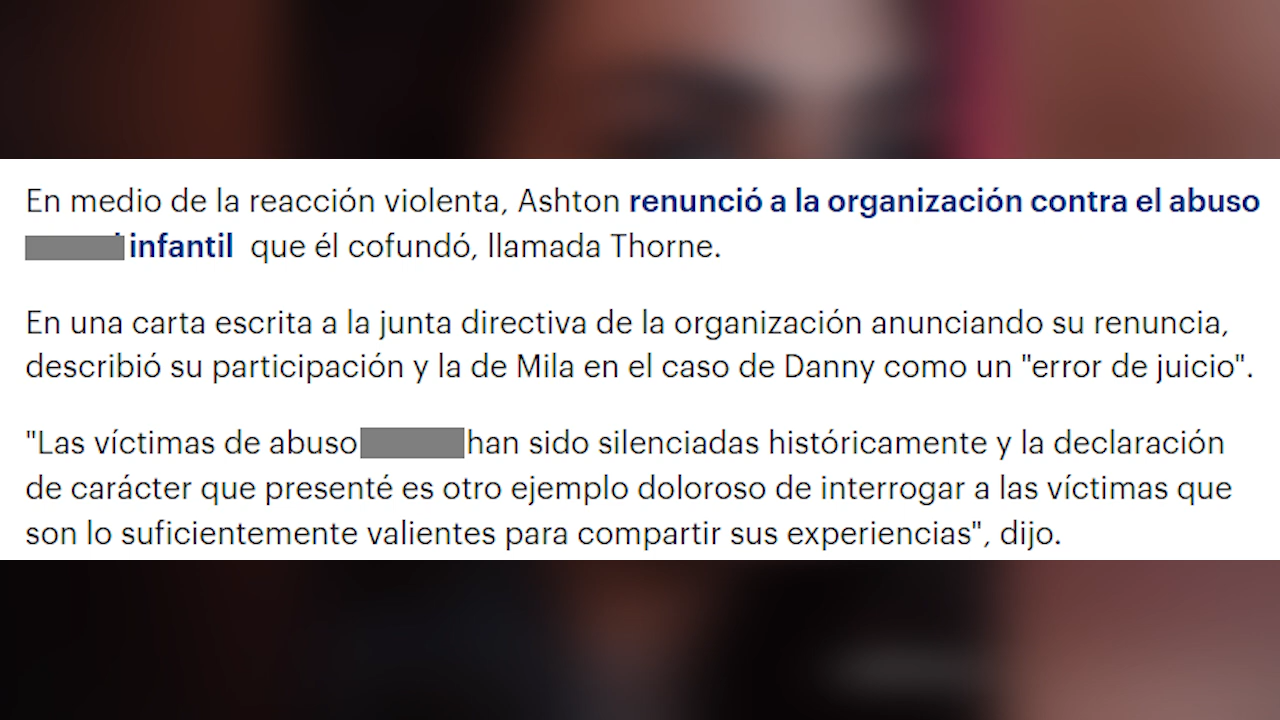 En medio de la reacción violenta, Ashton renunció a la organización contra el abuso
infantil que él cofundó, llamada Thorne.
En una carta escrita a la junta directiva de la organización anunciando su renuncia,
describió su participación y la de Mila en el caso de Danny como un "error de juicio".
"Las víctimas de abuso han sido silenciadas históricamente y la declaración
de carácter que presenté es otro ejemplo doloroso de interrogar a las víctimas que
son lo suficientemente valientes para compartir sus experiencias", dijo.